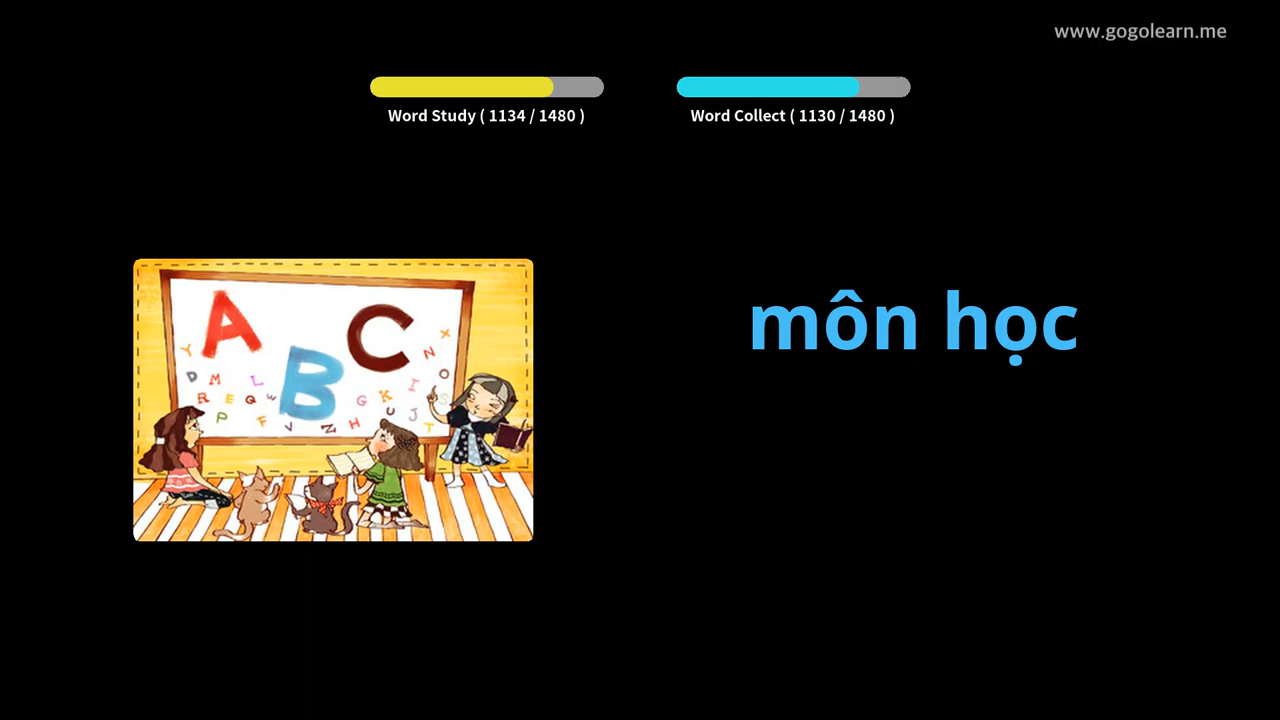 www.gogolearn.me
Word Study ( 1134 / 1480 )
Word Collect ( 1130 / 1480 )
A
C
B
Y
X
N
D
M
L
I
O
R
E
Q
W
G
K
S
P
F
V
Z
H
U
J
T
môn học